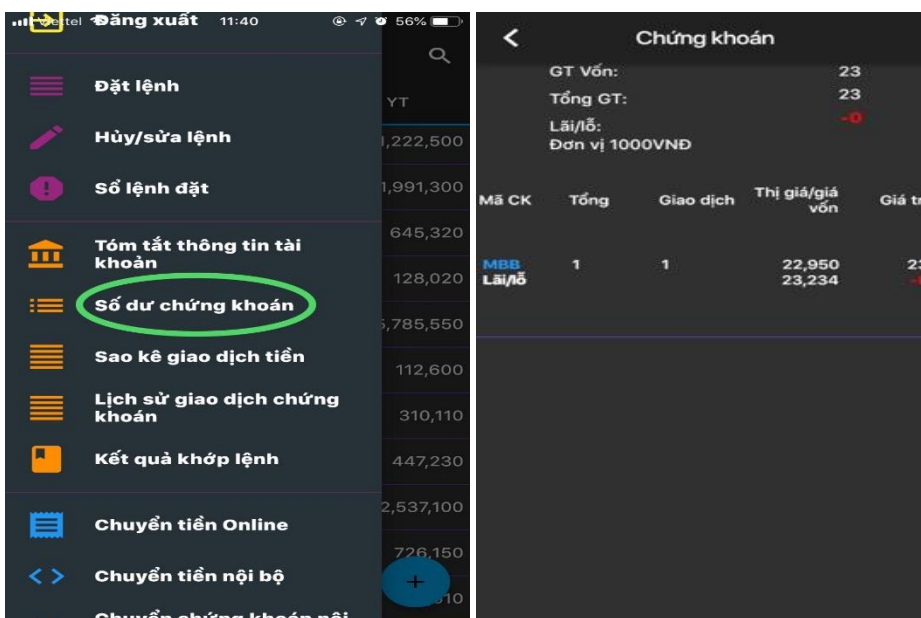 Đăng xuất 11:40 56%
Đặt lệnh
Hủy/sửa lệnh
Sổ lệnh đặt
Tóm tắt thông tin tài
khoản
Số dư chứng khoán
Sao kê giao dịch tiền
Lịch sử giao dịch chứng
khoán
Kết quả khớp lệnh
Chuyển tiền Online
Chuyển tiền nội bộ
YT
1,222,500
1,991,300
645,320
128,020
5,785,550
112,600
310,110
447,230
2,537,100
726,150
+
Chứng khoán
GT Vốn: 23
Tổng GT: 23
Lãi/lỗ: -0
Đơn vị 1000VNĐ
Mã CK Tổng Giao dịch Thị giá/giá
vốn
MBB 1 1 22,950
Lãi/lỗ 23,234